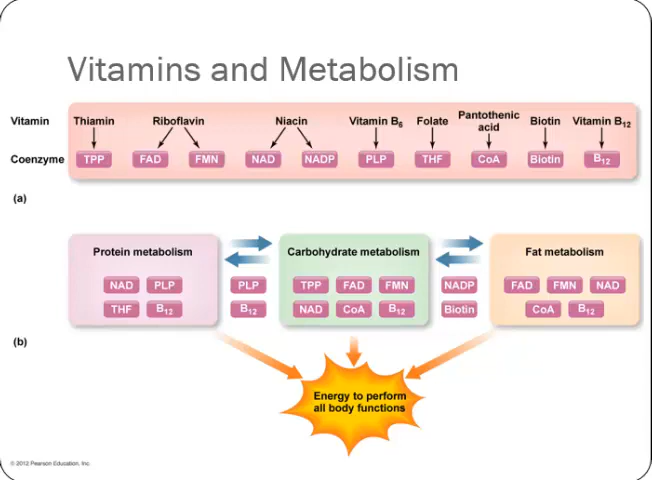 Vitamins and Metabolism
Vitamin Thiamin Riboflavin Niacin Vitamin B6 Folate Pantothenic acid Biotin Vitamin B12
Coenzyme TPP FAD FMN NAD NADP PLP THF CoA Biotin B12
(a)
Protein metabolism Carbohydrate metabolism Fat metabolism
NAD PLP PLP TPP FAD FMN NADP FAD FMN NAD
THF B12 B12 NAD CoA B12 Biotin CoA B12
(b)
Energy to perform
all body functions
© 2012 Pearson Education, Inc.